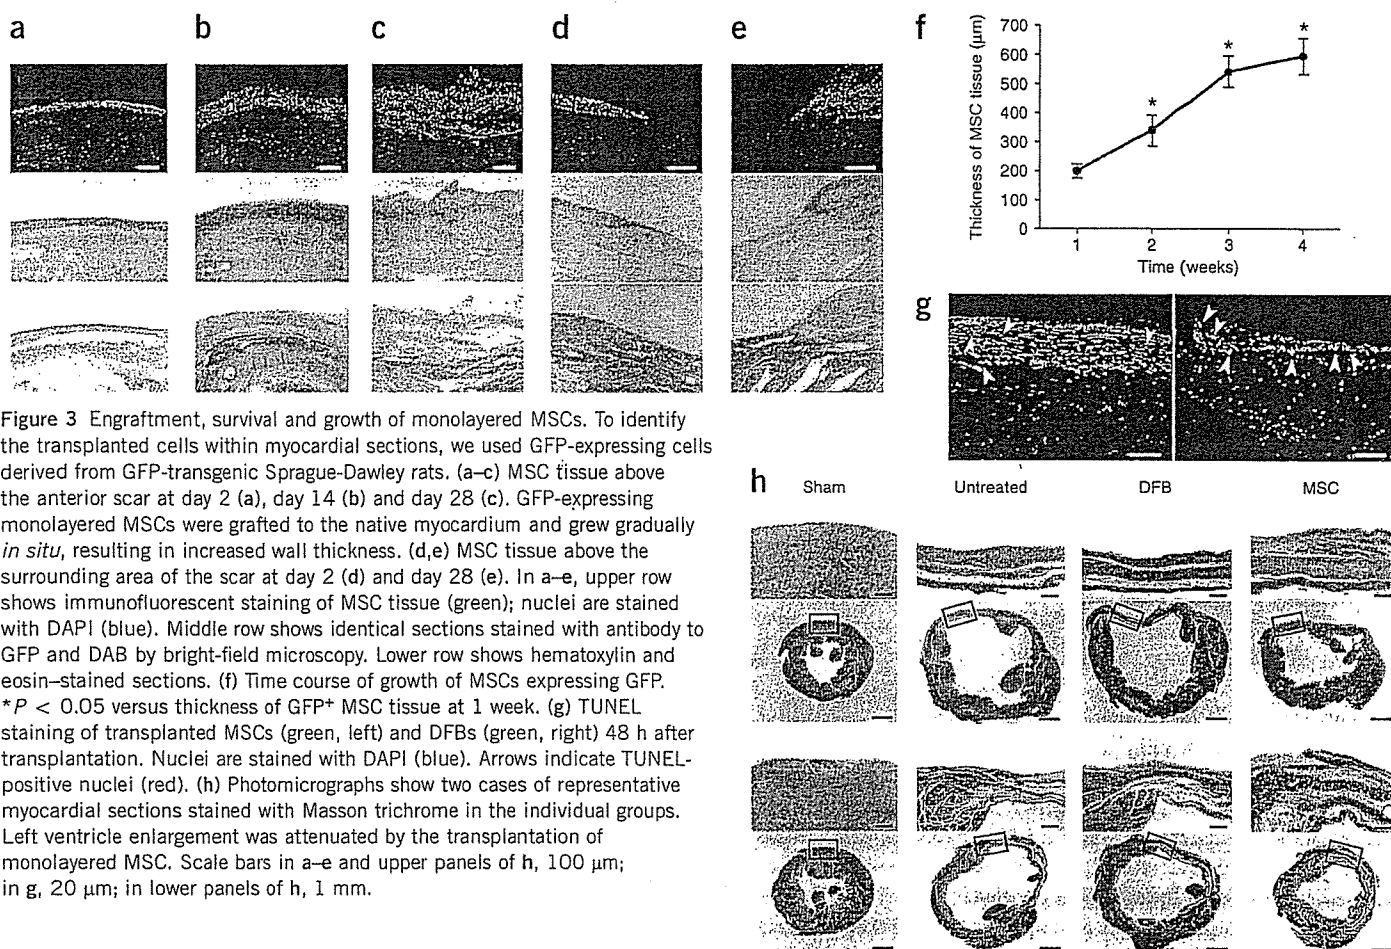 a
b
c
d
e
f
700
600
500
400
300
200
100
0
Thickness of MSC tissue (µm)
*
*
*
1
2
3
4
Time (weeks)
g
Figure 3 Engraftment, survival and growth of monolayered MSCs. To identify
the transplanted cells within myocardial sections, we used GFP-expressing cells
derived from GFP-transgenic Sprague-Dawley rats. (a–c) MSC tissue above
the anterior scar at day 2 (a), day 14 (b) and day 28 (c). GFP-expressing
monolayered MSCs were grafted to the native myocardium and grew gradually
in situ, resulting in increased wall thickness. (d,e) MSC tissue above the
surrounding area of the scar at day 2 (d) and day 28 (e). In a–e, upper row
shows immunofluorescent staining of MSC tissue (green); nuclei are stained
with DAPI (blue). Middle row shows identical sections stained with antibody to
GFP and DAB by bright-field microscopy. Lower row shows hematoxylin and
eosin–stained sections. (f) Time course of growth of MSCs expressing GFP.
*P < 0.05 versus thickness of GFP+ MSC tissue at 1 week. (g) TUNEL
staining of transplanted MSCs (green, left) and DFBs (green, right) 48 h after
transplantation. Nuclei are stained with DAPI (blue). Arrows indicate TUNEL-
positive nuclei (red). (h) Photomicrographs show two cases of representative
myocardial sections stained with Masson trichrome in the individual groups.
Left ventricle enlargement was attenuated by the transplantation of
monolayered MSC. Scale bars in a–e and upper panels of h, 100 µm;
in g, 20 µm; in lower panels of h, 1 mm.
h
Sham
Untreated
DFB
MSC